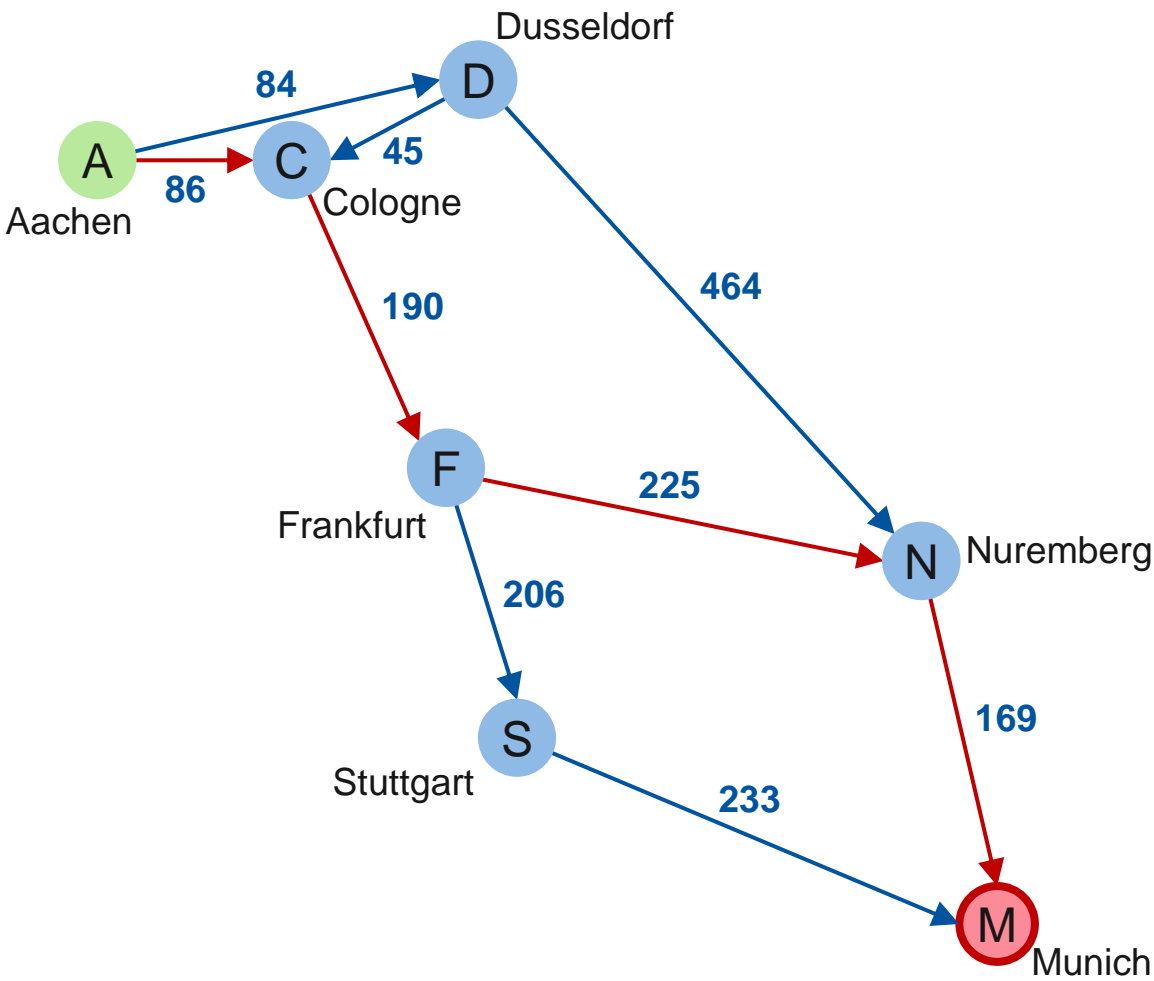 Dusseldorf
D
84
A
C
45
86
Cologne
Aachen
464
190
F
225
Frankfurt
N
Nuremberg
206
169
S
Stuttgart
233
M
Munich